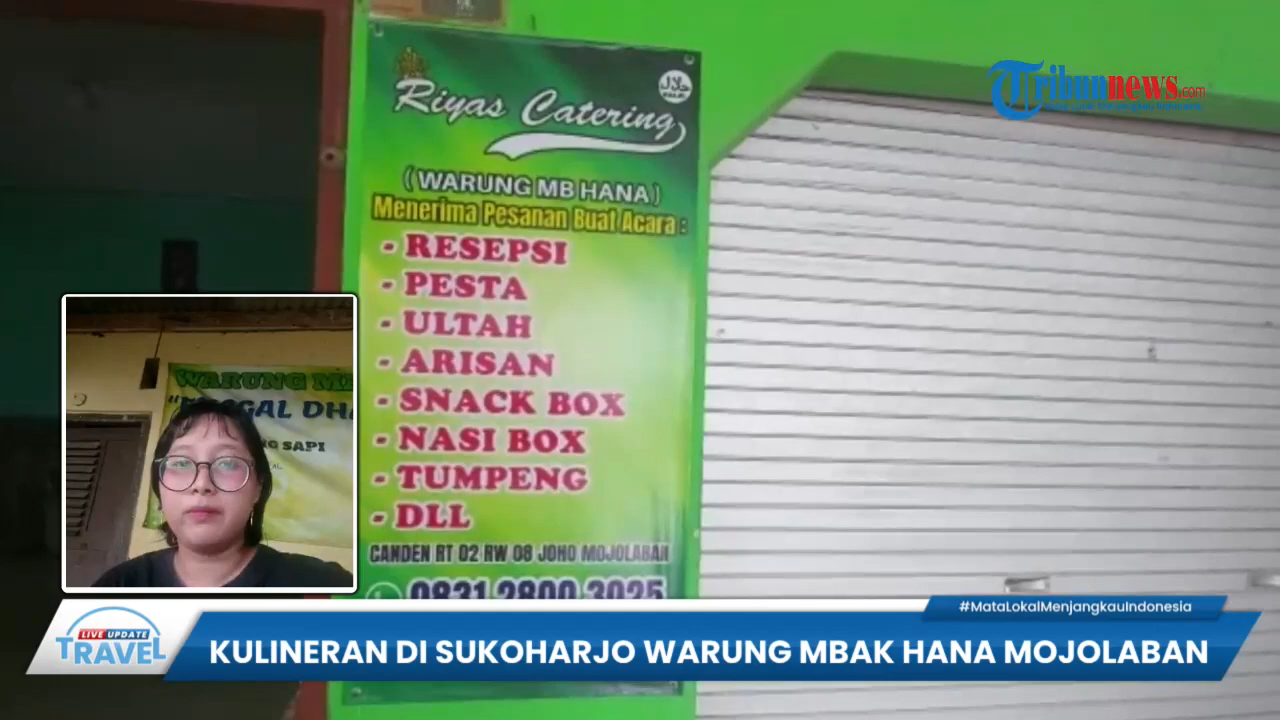 Tribunnews.com
Riyas Catering
( WARUNG MB HANA )
Menerima Pesanan Buat Acara :
- RESEPSI
- PESTA
- ULTAH
- ARISAN
- SNACK BOX
- NASI BOX
- TUMPENG
- DLL
CANDEN RT 02 RW 08 JOHO MOJOLABAN
0831 2800 3025
WARUNG
SAPI
#MataLokalMenjangkauIndonesia
LIVE UPDATE
TRAVEL
KULINERAN DI SUKOHARJO WARUNG MBAK HANA MOJOLABAN